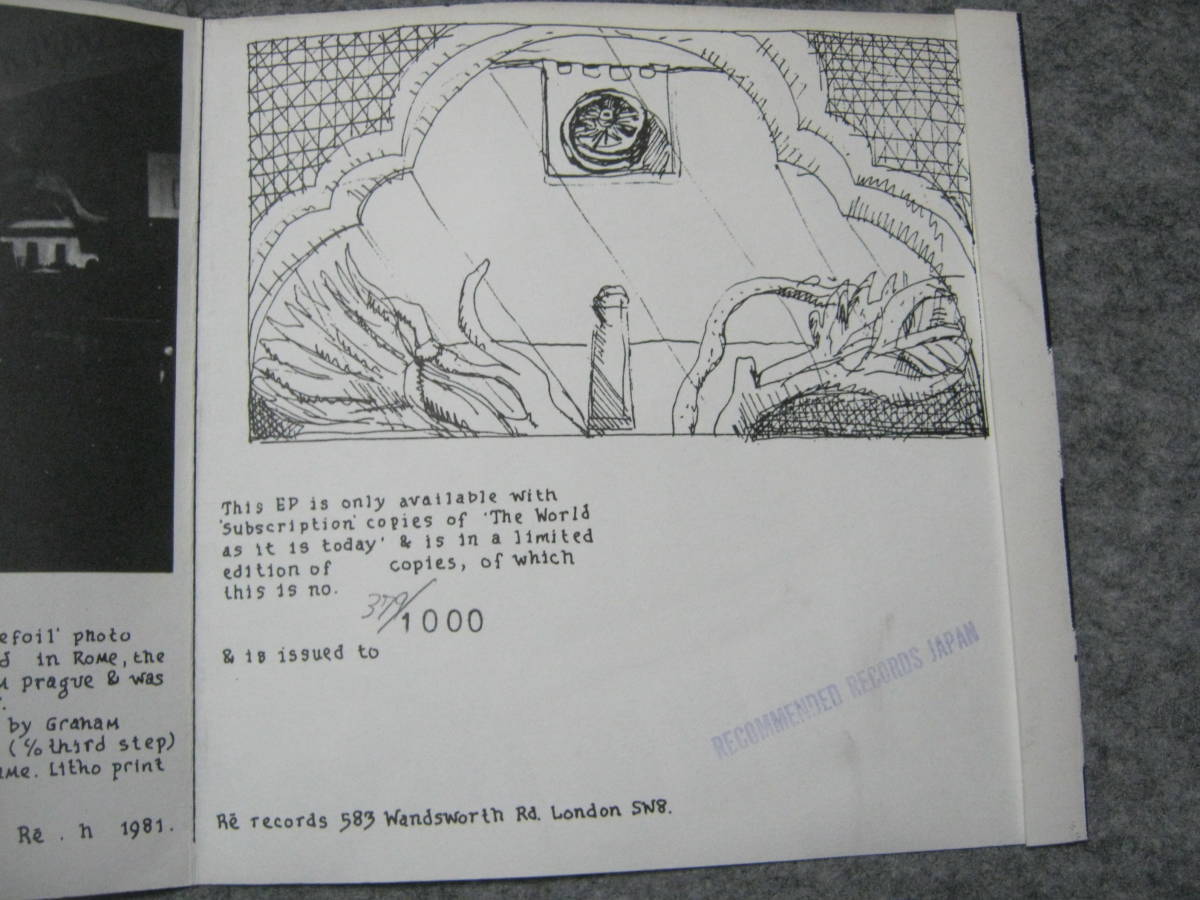 efoil' photo
d in Rome, the
m prague & was
'.
by Graham
(c/o third step)
ame. Litho print
Rē . h 1981.
This EP is only available with
'Subscription' copies of 'The World
as it is today' & is in a limited
edition of copies, of which
this is no.
379/1000
& is issued to
RECOMMENDED RECORDS JAPAN
Rē records 583 Wandsworth Rd. London SW8.